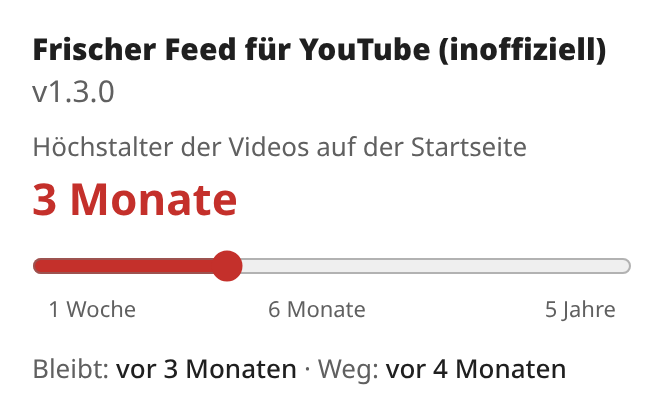 Frischer Feed für YouTube (inoffiziell)
v1.3.0
Höchstalter der Videos auf der Startseite
3 Monate
1 Woche 6 Monate 5 Jahre
Bleibt: vor 3 Monaten · Weg: vor 4 Monaten